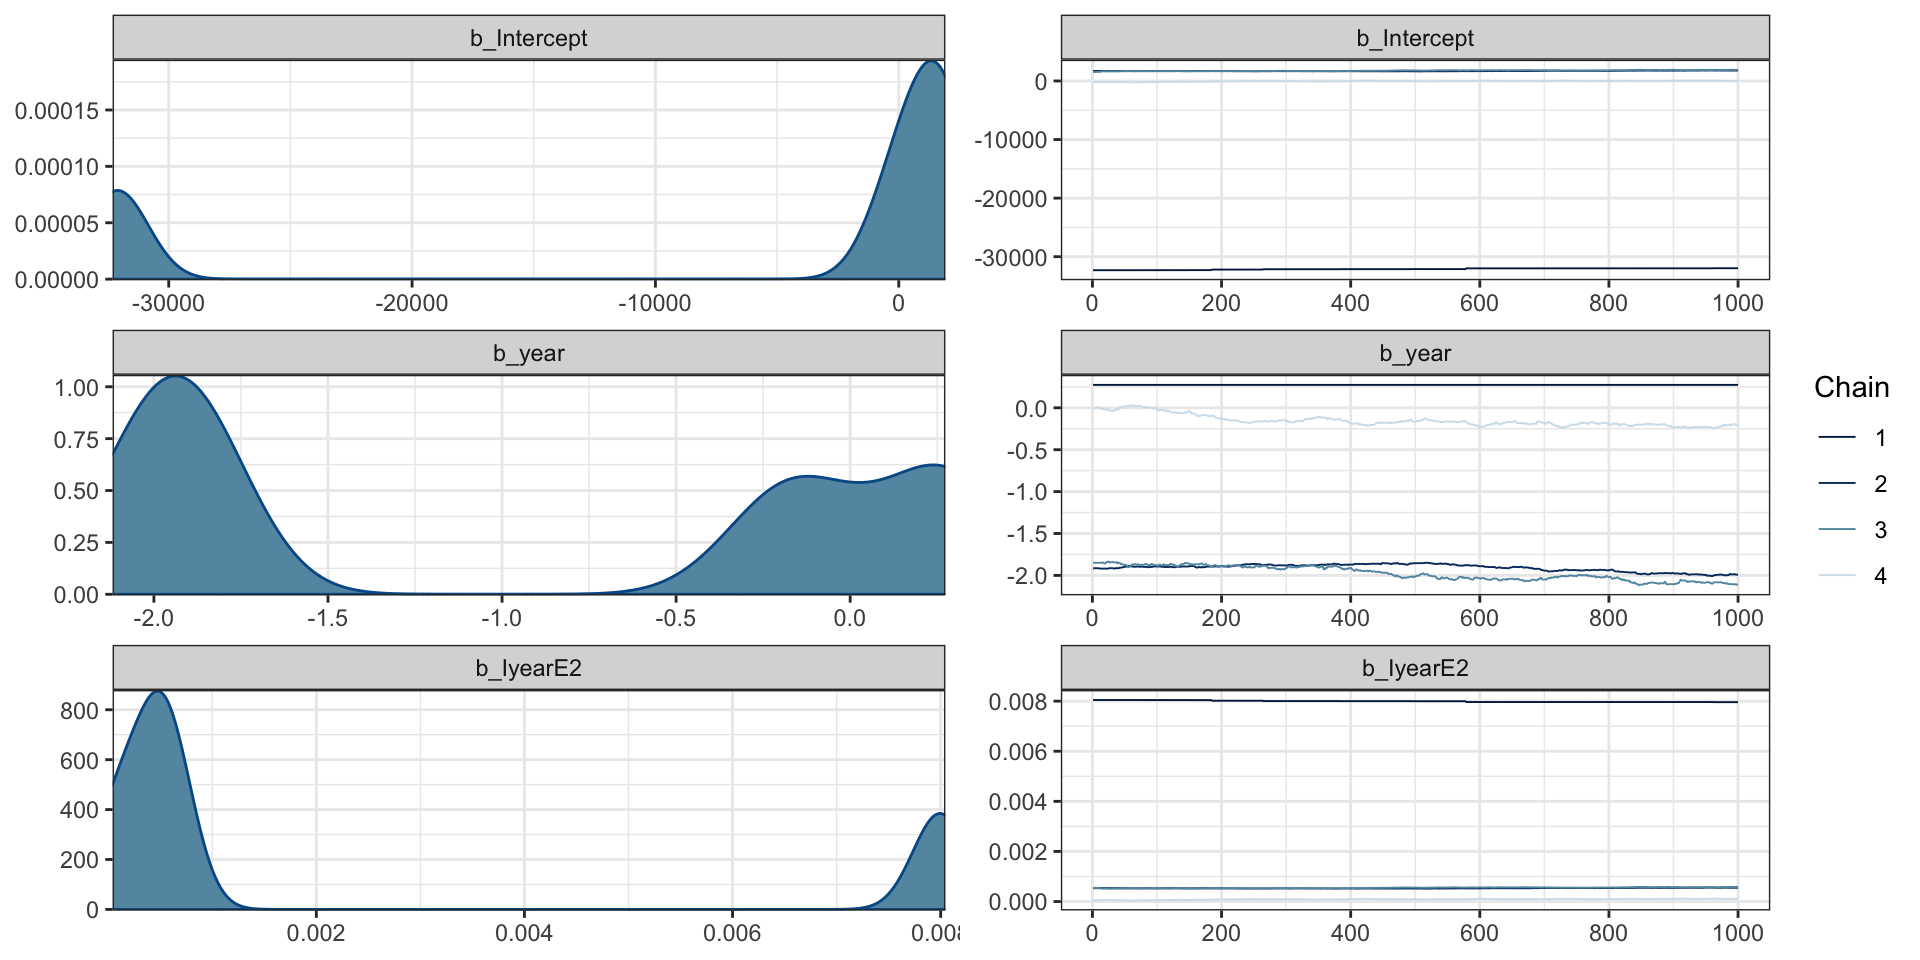 b_Intercept
0.00015
0.00010
0.00005
0.00000
-30000 -20000 -10000 0
b_Intercept
0
-10000
-20000
-30000
0 200 400 600 800 1000
b_year
1.00
0.75
0.50
0.25
0.00
-2.0 -1.5 -1.0 -0.5 0.0
b_year
0.0
-0.5
-1.0
-1.5
-2.0
0 200 400 600 800 1000
b_IyearE2
800
600
400
200
0
0.002 0.004 0.006 0.008
b_IyearE2
0.008
0.006
0.004
0.002
0.000
0 200 400 600 800 1000
Chain
1
2
3
4